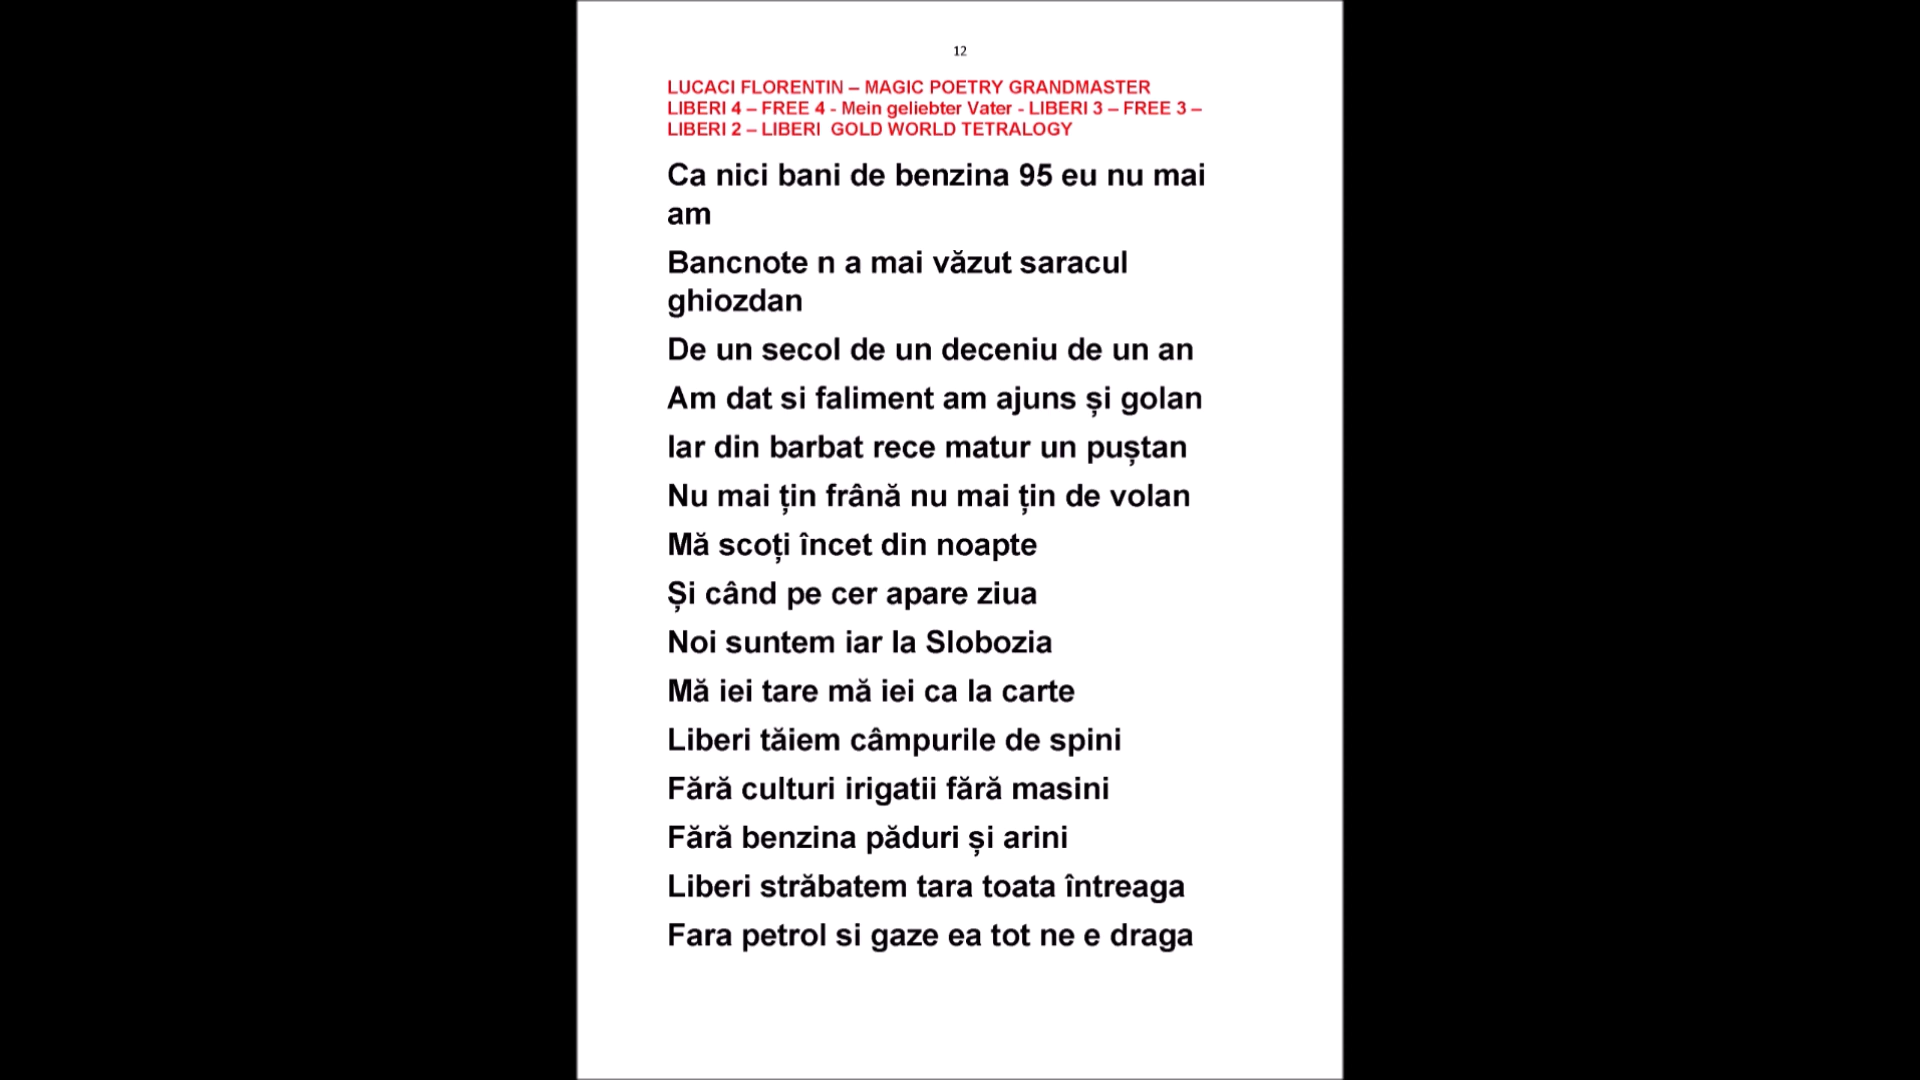 12
LUCACI FLORENTIN – MAGIC POETRY GRANDMASTER
LIBERI 4 – FREE 4 - Mein geliebter Vater - LIBERI 3 – FREE 3 –
LIBERI 2 – LIBERI  GOLD WORLD TETRALOGY
Ca nici bani de benzina 95 eu nu mai
am
Bancnote n a mai văzut saracul
ghiozdan
De un secol de un deceniu de un an
Am dat si faliment am ajuns și golan
Iar din barbat rece matur un puștan
Nu mai țin frână nu mai țin de volan
Mă scoți încet din noapte
Și când pe cer apare ziua
Noi suntem iar la Slobozia
Mă iei tare mă iei ca la carte
Liberi tăiem câmpurile de spini
Fără culturi irigatii fără masini
Fără benzina păduri și arini
Liberi străbatem tara toata întreaga
Fara petrol si gaze ea tot ne e draga